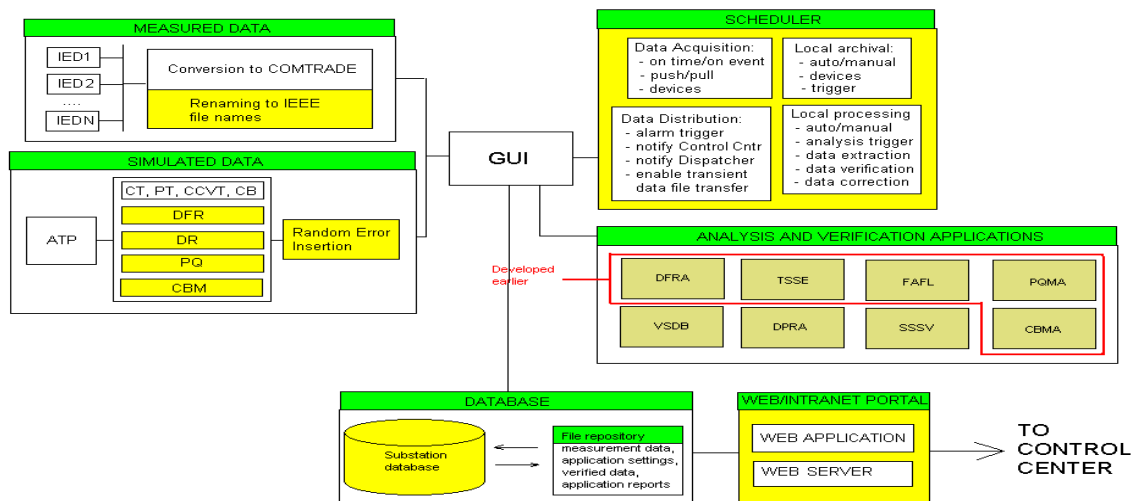 MEASURED DATA
IED1
IED2
....
IEDN
Conversion to COMTRADE
Renaming to IEEE
file names
SIMULATED DATA
ATP
CT, PT, CCVT, CB
DFR
DR
PQ
CBM
Random Error
Insertion
GUI
SCHEDULER
Data Acquisition:
- on time/on event
- push/pull
- devices
Local archival:
- auto/manual
- devices
- trigger
Data Distribution:
- alarm trigger
- notify Control Cntr
- notify Dispatcher
- enable transient
data file transfer
Local processing
- auto/manual
- analysis trigger
- data extraction
- data verification
- data correction
ANALYSIS AND VERIFICATION APPLICATIONS
Developed
earlier
DFRA
TSSE
FAFL
PQMA
VSDB
DPRA
SSSV
CBMA
DATABASE
Substation
database
File repository
measurement data,
application settings,
verified data,
application reports
WEB/INTRANET PORTAL
WEB APPLICATION
WEB SERVER
TO
CONTROL
CENTER